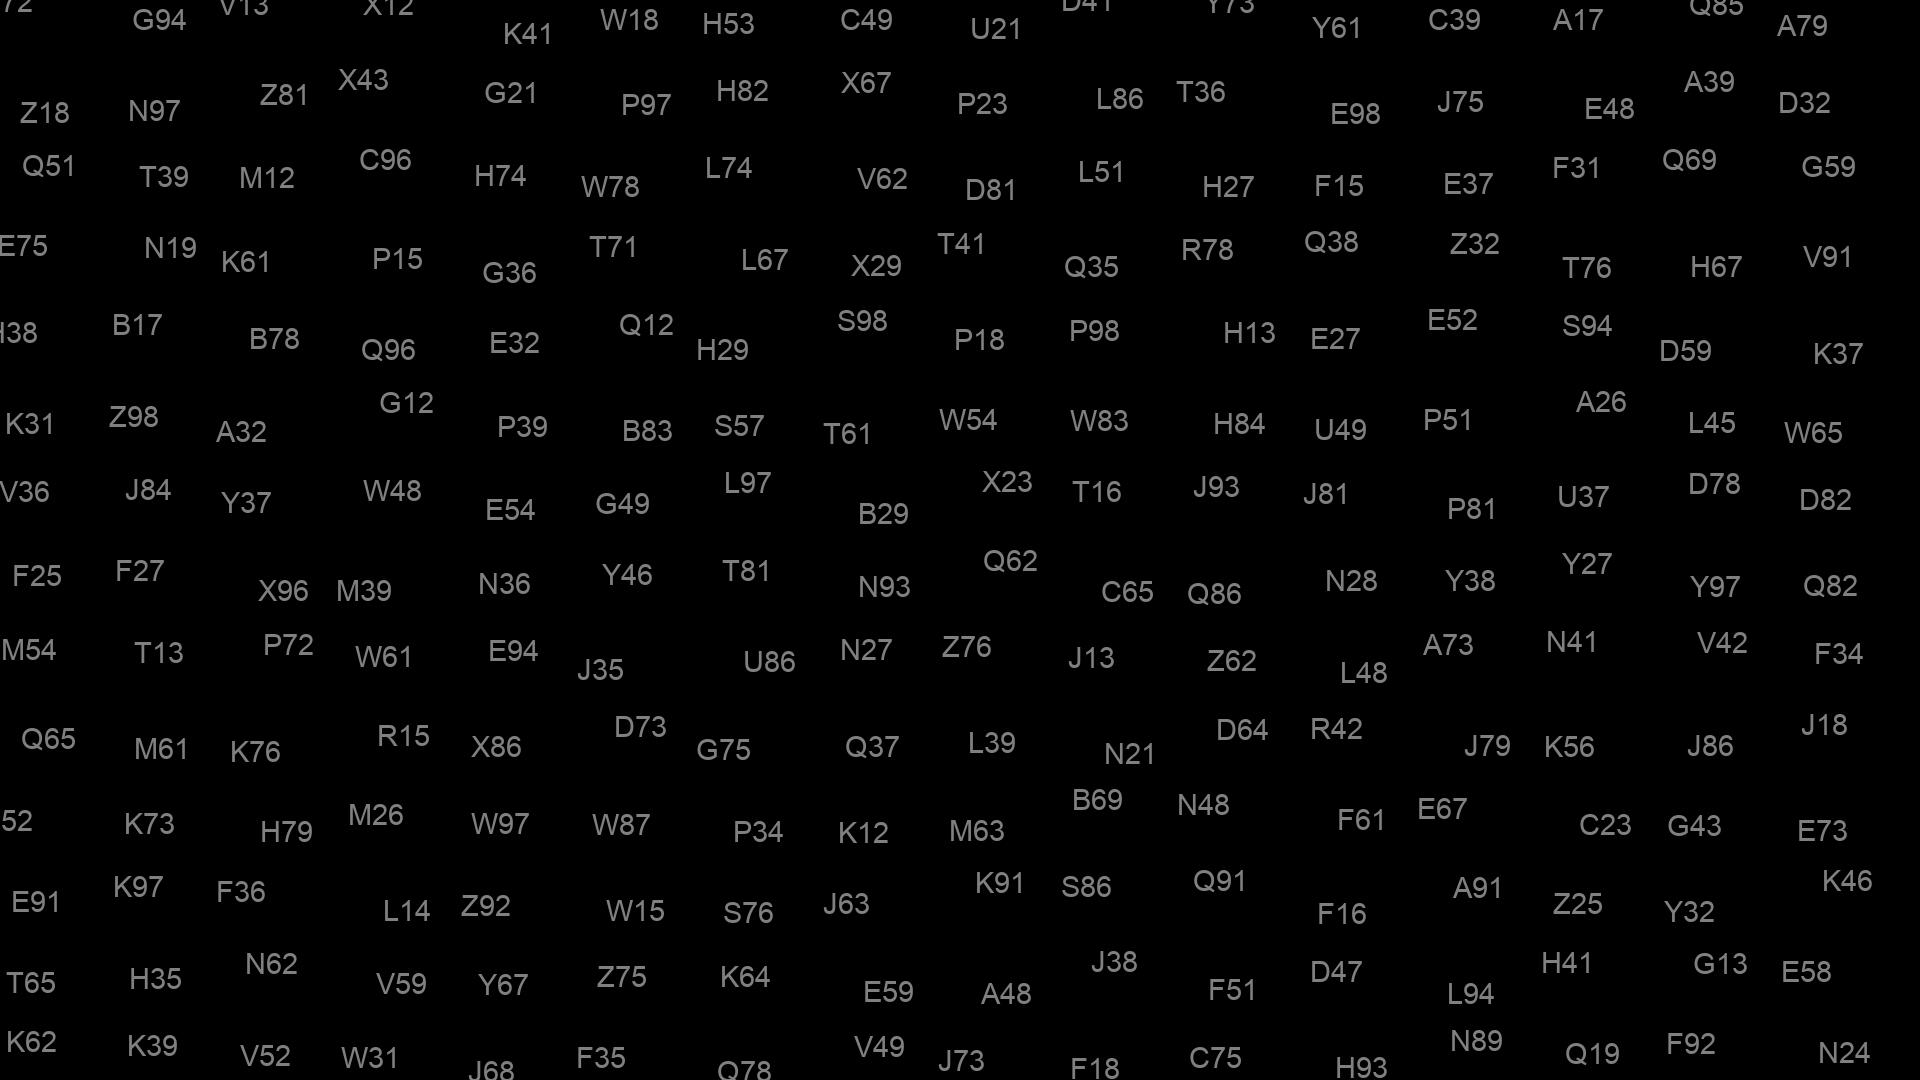 72 G94 V13 X12 K41 W18 H53 C49 U21 D41 Y73 Y61 C39 A17 Q85 A79
Z18 N97 Z81 X43 G21 P97 H82 X67 P23 L86 T36 E98 J75 E48 A39 D32
Q51 T39 M12 C96 H74 W78 L74 V62 D81 L51 H27 F15 E37 F31 Q69 G59
E75 N19 K61 P15 G36 T71 L67 X29 T41 Q35 R78 Q38 Z32 T76 H67 V91
H38 B17 B78 Q96 E32 Q12 H29 S98 P18 P98 H13 E27 E52 S94 D59 K37
K31 Z98 A32 G12 P39 B83 S57 T61 W54 W83 H84 U49 P51 A26 L45 W65
V36 J84 Y37 W48 E54 G49 L97 B29 X23 T16 J93 J81 P81 U37 D78 D82
F25 F27 X96 M39 N36 Y46 T81 N93 Q62 C65 Q86 N28 Y38 Y27 Y97 Q82
M54 T13 P72 W61 E94 J35 U86 N27 Z76 J13 Z62 L48 A73 N41 V42 F34
Q65 M61 K76 R15 X86 D73 G75 Q37 L39 N21 D64 R42 J79 K56 J86 J18
52 K73 H79 M26 W97 W87 P34 K12 M63 B69 N48 F61 E67 C23 G43 E73
E91 K97 F36 L14 Z92 W15 S76 J63 K91 S86 Q91 F16 A91 Z25 Y32 K46
T65 H35 N62 V59 Y67 Z75 K64 E59 A48 J38 F51 D47 L94 H41 G13 E58
K62 K39 V52 W31 J68 F35 Q78 V49 J73 F18 C75 H93 N89 Q19 F92 N24